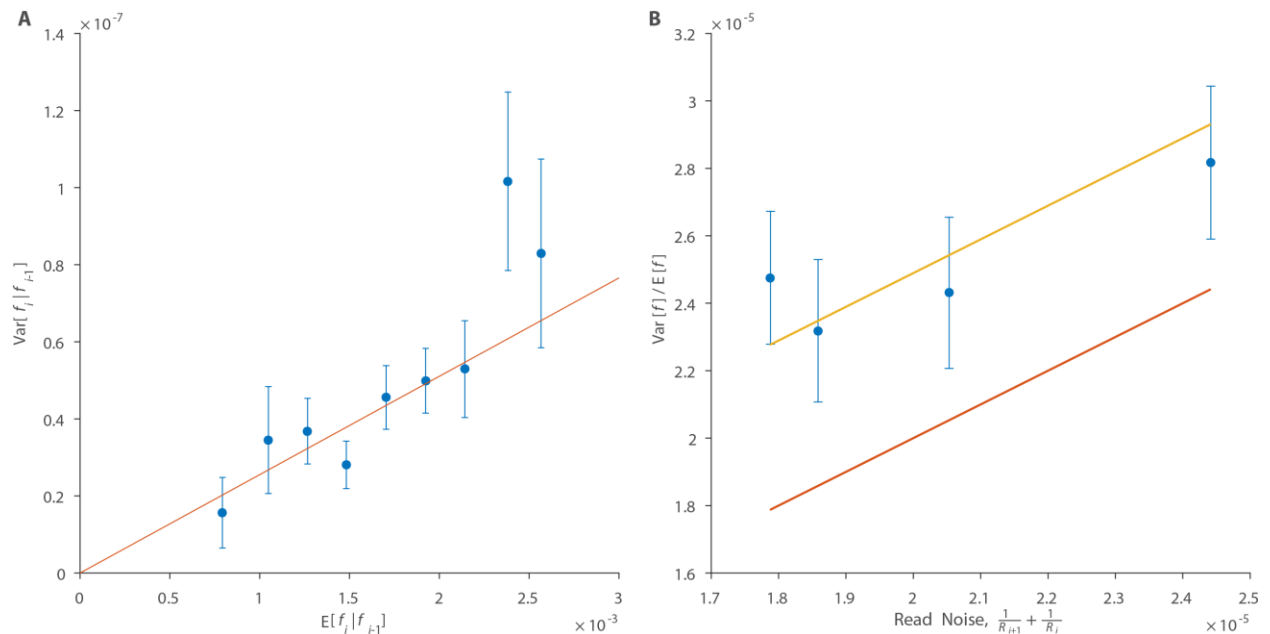 A
× 10⁻⁷
1.4
1.2
1
0.8
0.6
0.4
0.2
0
Var[ f_i | f_{i-1} ]
0 0.5 1 1.5 2 2.5 3
E[ f_i | f_{i-1} ]
× 10⁻³
B
× 10⁻⁵
3.2
3
2.8
2.6
2.4
2.2
2
1.8
1.6
Var [ f ] / E [ f ]
1.7 1.8 1.9 2 2.1 2.2 2.3 2.4 2.5
Read Noise, 1/R_{i+1} + 1/R_i
× 10⁻⁵